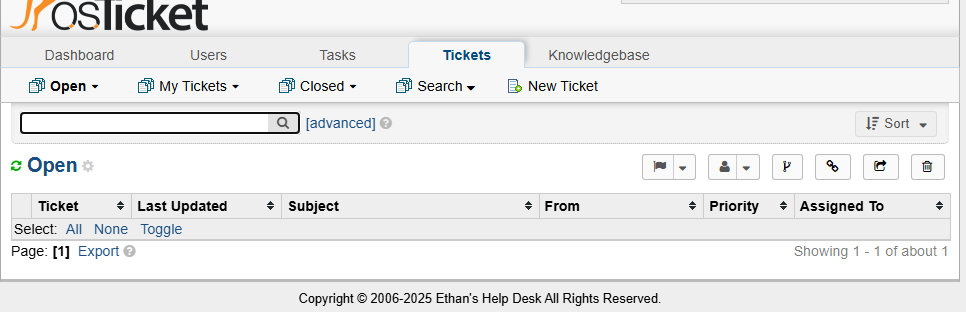 osTicket
Dashboard Users Tasks Tickets Knowledgebase
Open My Tickets Closed Search New Ticket
[advanced] ? Sort
Open
Ticket Last Updated Subject From Priority Assigned To
Select: All None Toggle
Page: [1] Export ? Showing 1 - 1 of about 1
Copyright © 2006-2025 Ethan's Help Desk All Rights Reserved.